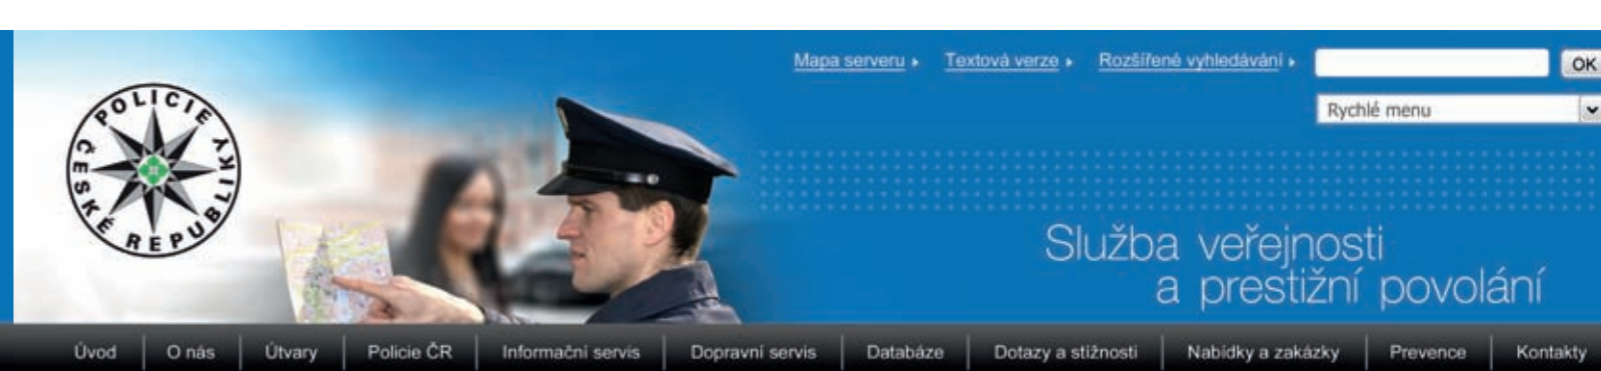 Mapa serveru Textová verze Rozšířené vyhledávání OK
Rychlé menu
POLICIE
ČESKÉ REPUBLIKY
Služba veřejnosti
a prestižní povolání
Úvod O nás Útvary Policie ČR Informační servis Dopravní servis Databáze Dotazy a stížnosti Nabídky a zakázky Prevence Kontakty